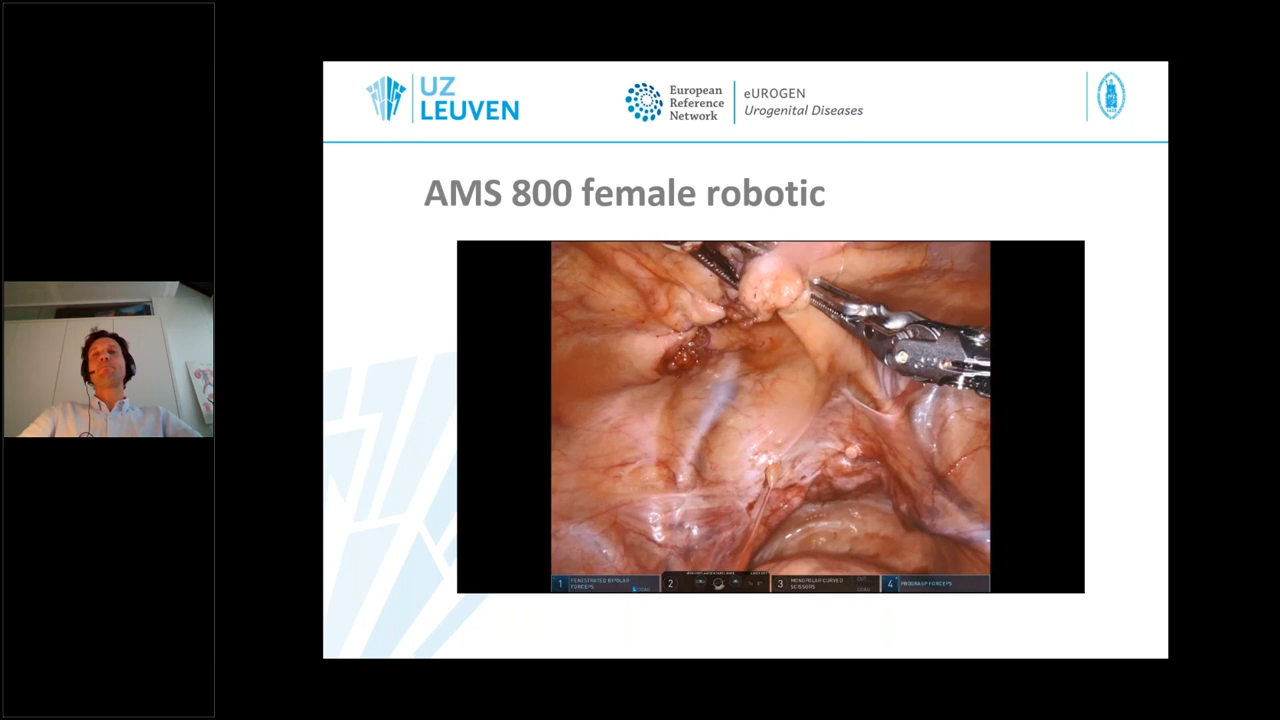 UZ
LEUVEN
European
Reference
Network
eUROGEN
Urogenital Diseases
AMS 800 female robotic
1 FENESTRATED BIPOLAR
FORCEPS
2
3 MONOPOLAR CURVED
SCISSORS
4 PROGRASP FORCEPS